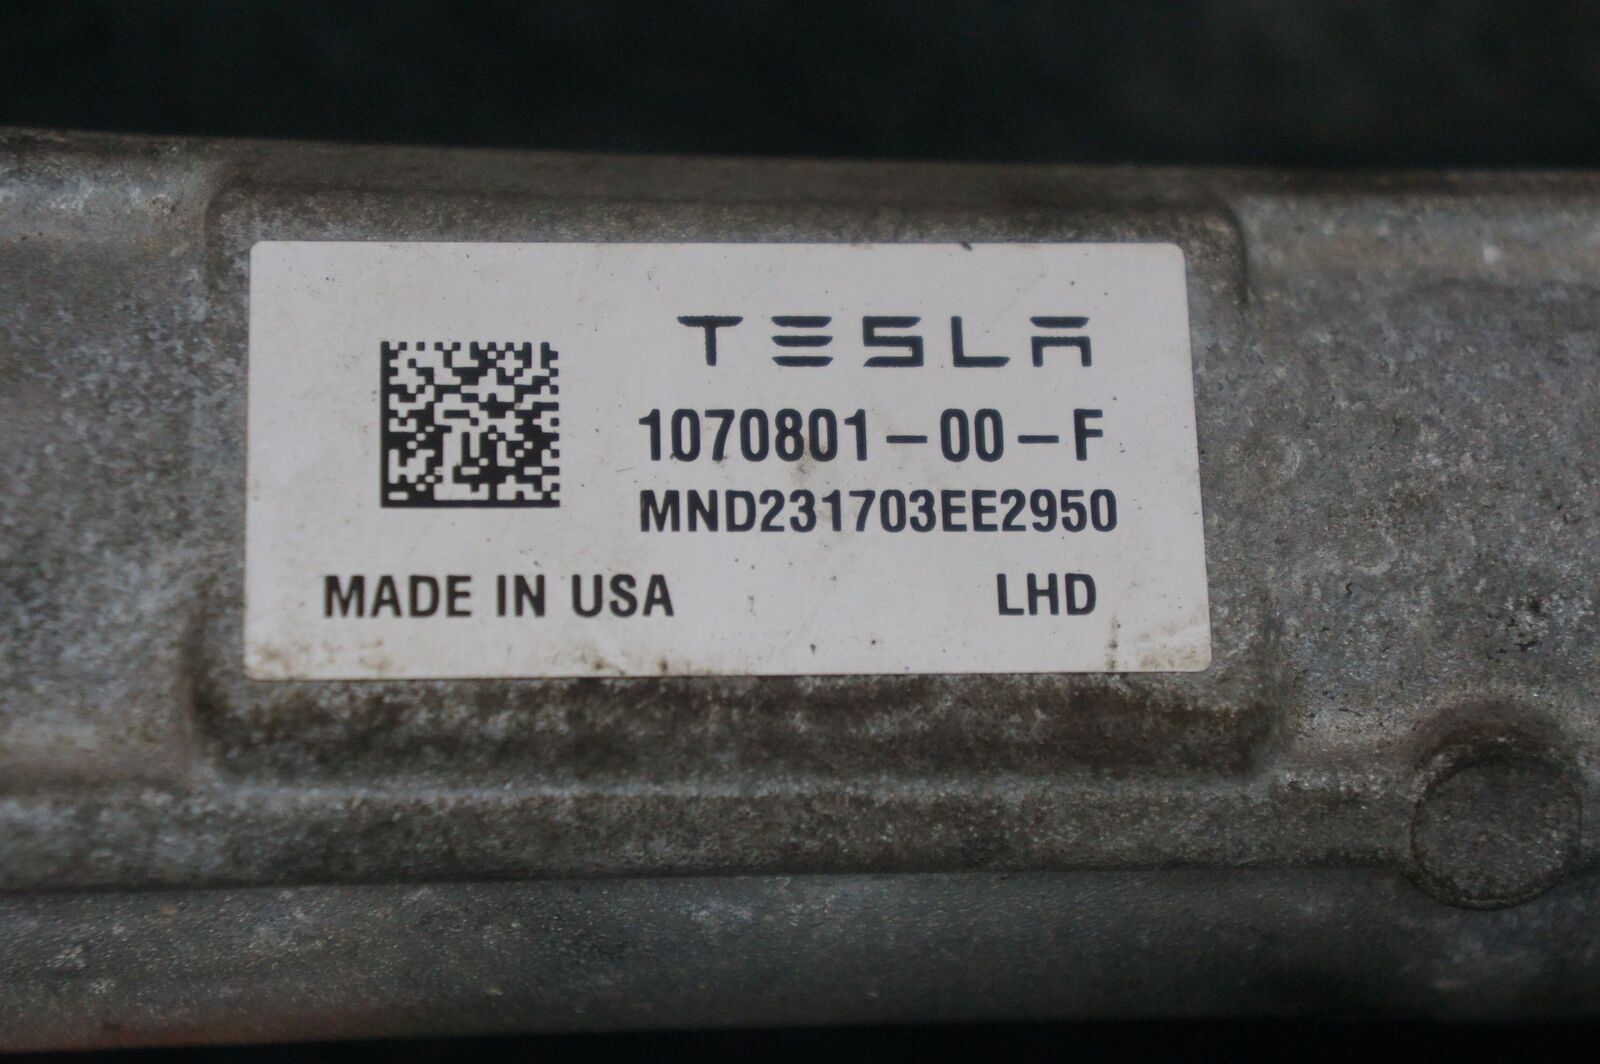 TESLA
1070801-00-F
MND231703EE2950
MADE IN USA LHD